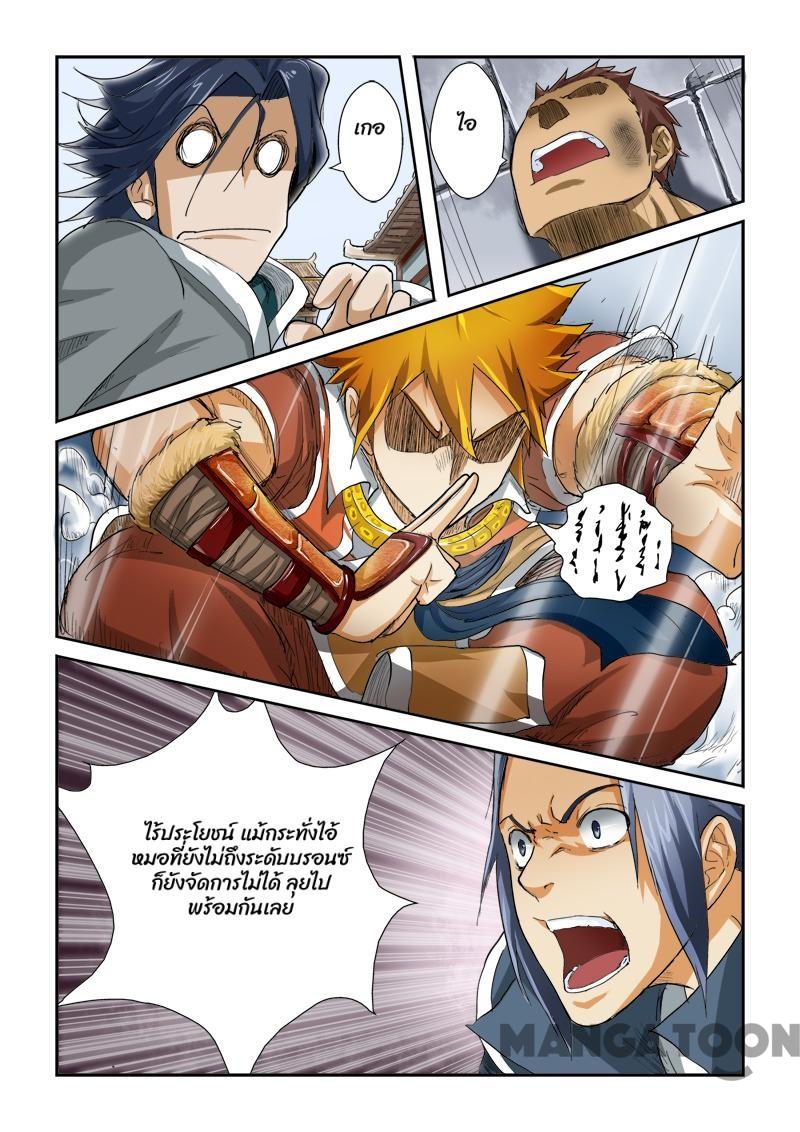 เกอ
ไอ
ไร้ประโยชน์ แม้กระทั่งไอ้
หมอที่ยังไม่ถึงระดับบรอนซ์
ก็ยังจัดการไม่ได้ ลุยไป
พร้อมกันเลย
MANGATOON